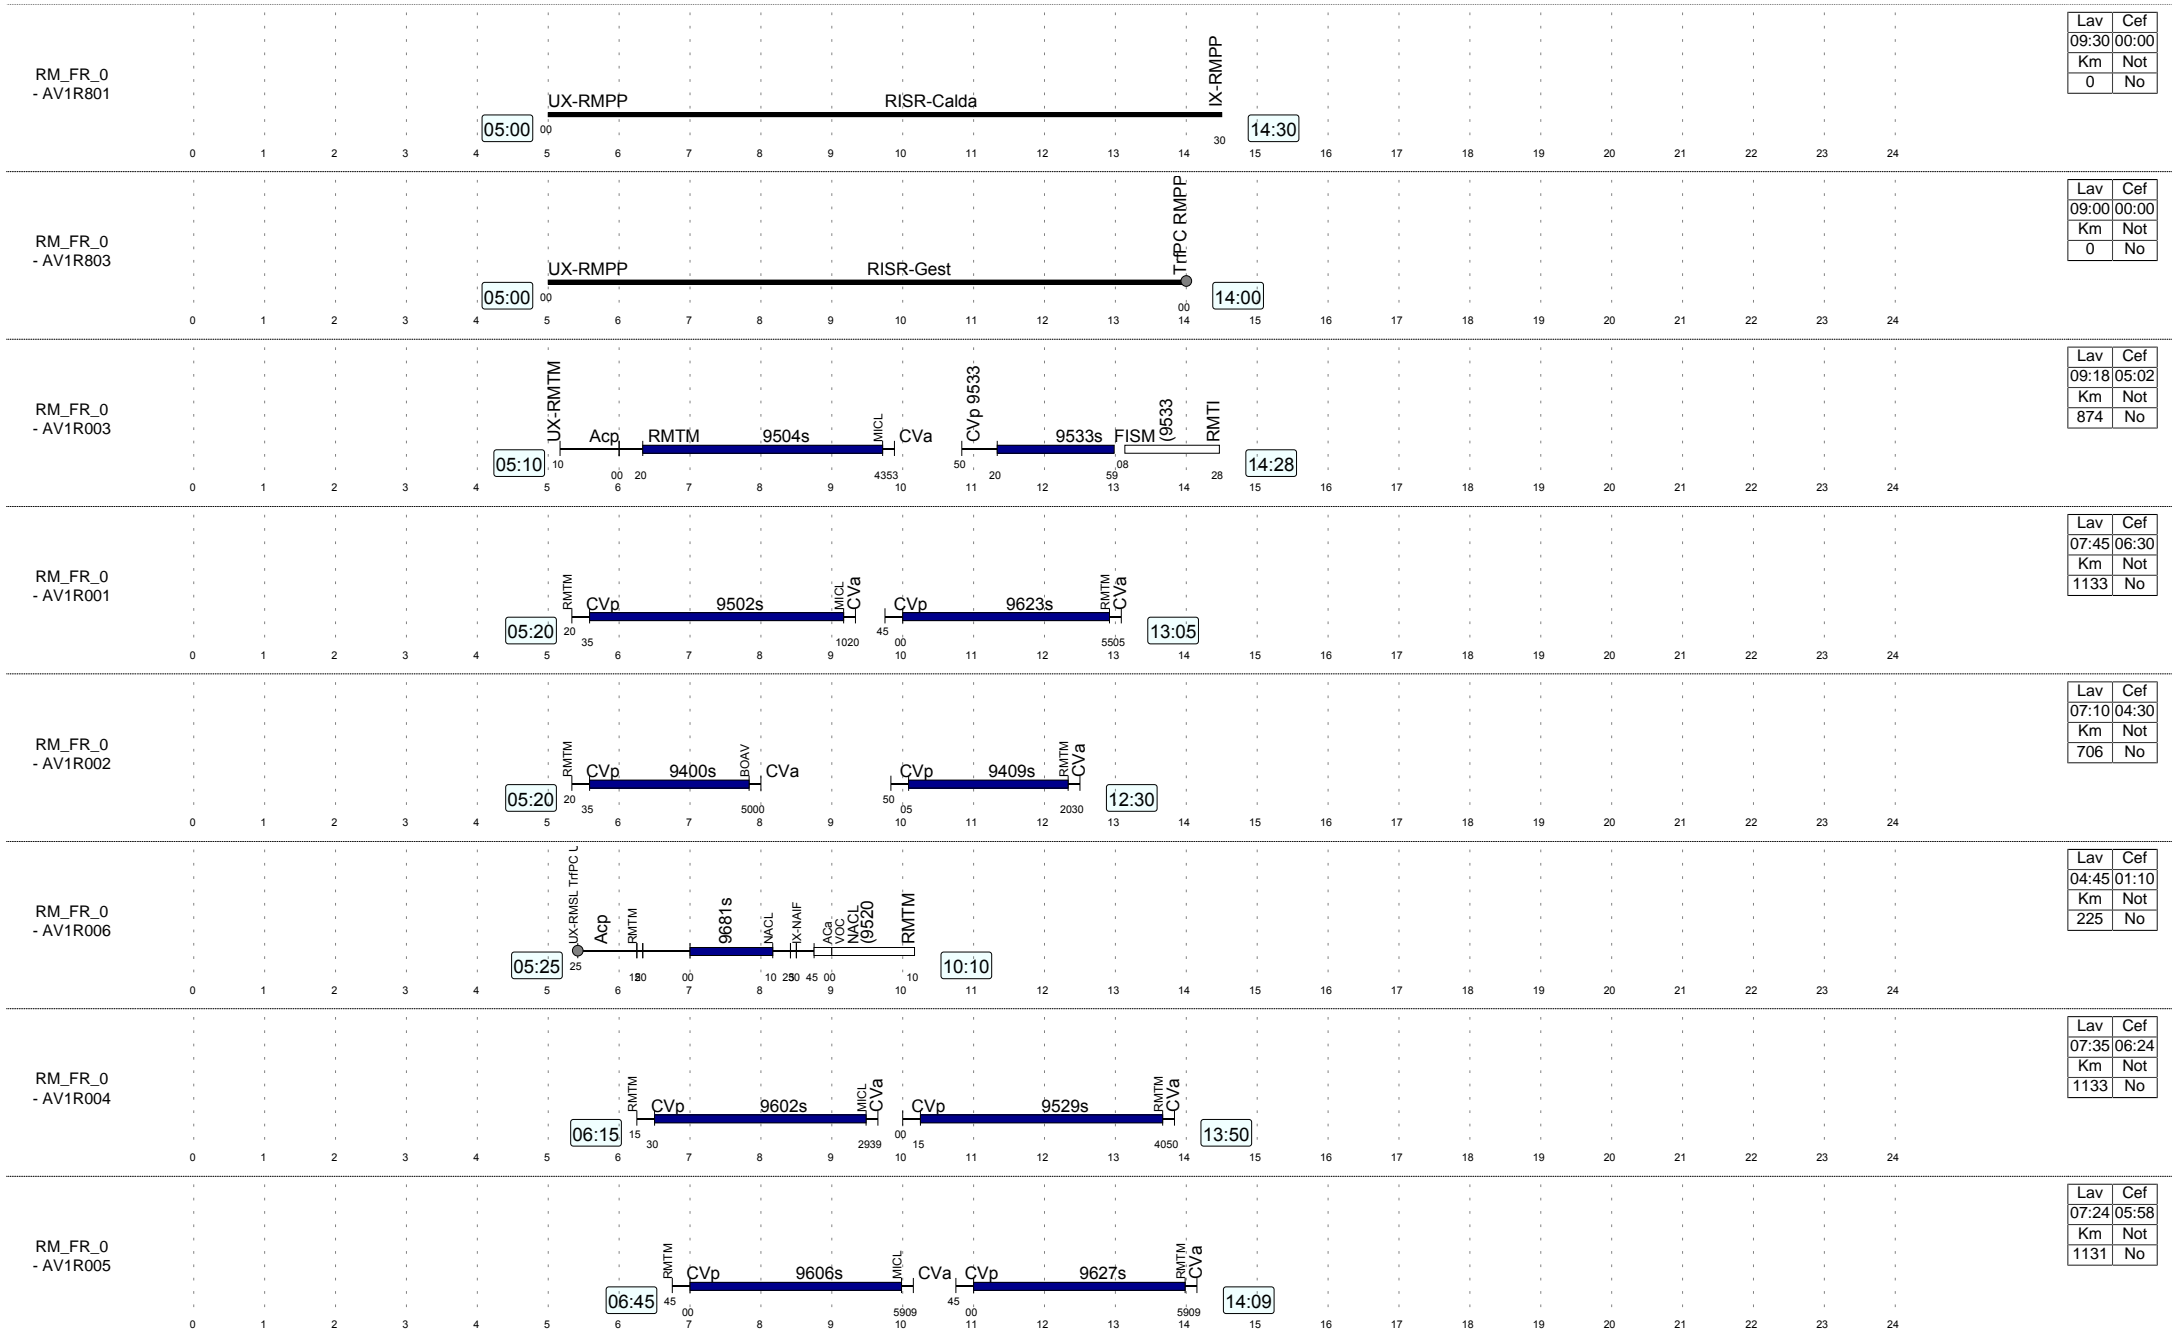 Lav Cef
09:30 00:00
Km Not
0 No
RM_FR_0
- AV1R801
UX-RMPP RISR-Calda IX-RMPP
05:00 00 30 14:30
0 1 2 3 4 5 6 7 8 9 10 11 12 13 14 15 16 17 18 19 20 21 22 23 24
Lav Cef
09:00 00:00
Km Not
0 No
RM_FR_0
- AV1R803
UX-RMPP RISR-Gest TrfPC RMPP
05:00 00 00 14:00
0 1 2 3 4 5 6 7 8 9 10 11 12 13 14 15 16 17 18 19 20 21 22 23 24
Lav Cef
09:18 05:02
Km Not
874 No
RM_FR_0
- AV1R003
UX-RMTM Acp RMTM 9504s MICL CVa CVp 9533 9533s FISM (9533 RMTI
05:10 10 00 20 4353 50 20 59 08 28 14:28
0 1 2 3 4 5 6 7 8 9 10 11 12 13 14 15 16 17 18 19 20 21 22 23 24
Lav Cef
07:45 06:30
Km Not
1133 No
RM_FR_0
- AV1R001
RMTM CVp 9502s MICL CVa CVp 9623s RMTM CVa
05:20 20 35 1020 45 00 5505 13:05
0 1 2 3 4 5 6 7 8 9 10 11 12 13 14 15 16 17 18 19 20 21 22 23 24
Lav Cef
07:10 04:30
Km Not
706 No
RM_FR_0
- AV1R002
RMTM CVp 9400s BOAV CVa CVp 9409s RMTM CVa
05:20 20 35 5000 50 05 2030 12:30
0 1 2 3 4 5 6 7 8 9 10 11 12 13 14 15 16 17 18 19 20 21 22 23 24
Lav Cef
04:45 01:10
Km Not
225 No
RM_FR_0
- AV1R006
UX-RMSL TrfPC Acp RMTM 9681s NACL IX-NAIF ACa VOC NACL (9520 RMTM
05:25 25 00 10 45 00 10 10:10
0 1 2 3 4 5 6 7 8 9 10 11 12 13 14 15 16 17 18 19 20 21 22 23 24
Lav Cef
07:35 06:24
Km Not
1133 No
RM_FR_0
- AV1R004
RMTM CVp 9602s MICL CVa CVp 9529s RMTM CVa
06:15 15 30 2939 00 15 4050 13:50
0 1 2 3 4 5 6 7 8 9 10 11 12 13 14 15 16 17 18 19 20 21 22 23 24
Lav Cef
07:24 05:58
Km Not
1131 No
RM_FR_0
- AV1R005
RMTM CVp 9606s MICL CVa CVp 9627s RMTM CVa
06:45 45 00 5909 45 00 5909 14:09
0 1 2 3 4 5 6 7 8 9 10 11 12 13 14 15 16 17 18 19 20 21 22 23 24